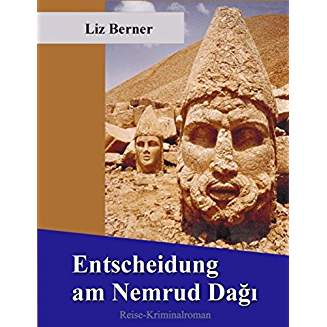 Liz Berner
Entscheidung
am Nemrud Dağı
Reise-Kriminalroman